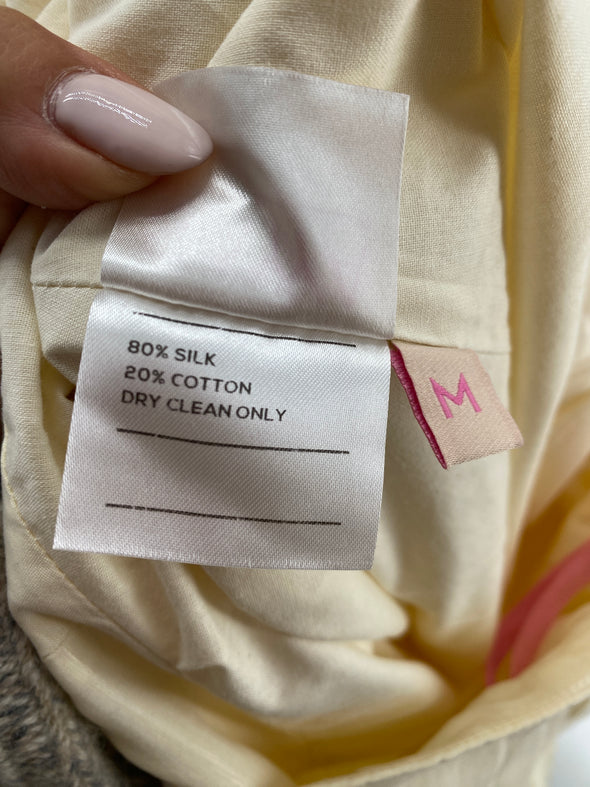 80% SILK
20% COTTON
DRY CLEAN ONLY
M